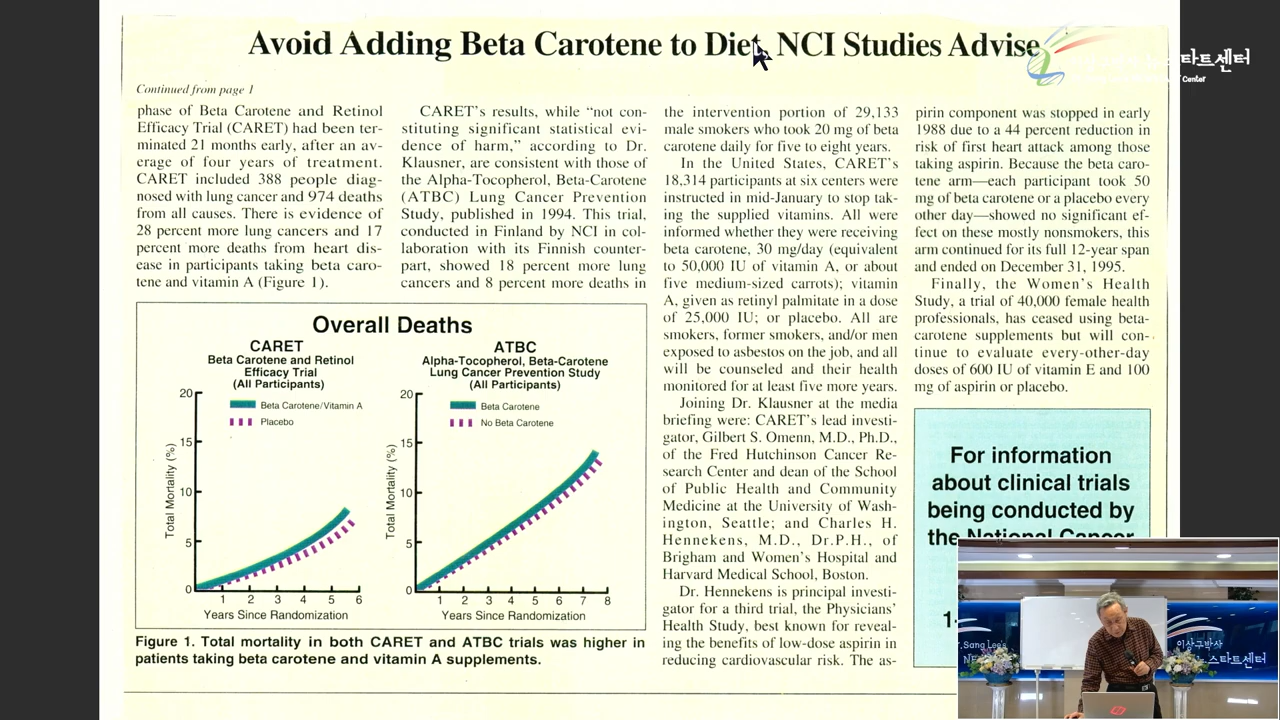 Avoid Adding Beta Carotene to Diet, NCI Studies Advise
스타트센터
Center
Continued from page 1
phase of Beta Carotene and Retinol
Efficacy Trial (CARET) had been ter-
minated 21 months early, after an av-
erage of four years of treatment.
CARET included 388 people diag-
nosed with lung cancer and 974 deaths
from all causes. There is evidence of
28 percent more lung cancers and 17
percent more deaths from heart dis-
ease in participants taking beta caro-
tene and vitamin A (Figure 1).
CARET's results, while “not con-
stituting significant statistical evi-
dence of harm,” according to Dr.
Klausner, are consistent with those of
the Alpha-Tocopherol, Beta-Carotene
(ATBC) Lung Cancer Prevention
Study, published in 1994. This trial,
conducted in Finland by NCI in col-
laboration with its Finnish counter-
part, showed 18 percent more lung
cancers and 8 percent more deaths in
Overall Deaths
CARET
Beta Carotene and Retinol
Efficacy Trial
(All Participants)
20
15
10
5
0
Total Mortality (%)
Beta Carotene/Vitamin A
Placebo
1 2 3 4 5 6
Years Since Randomization
ATBC
Alpha-Tocopherol, Beta-Carotene
Lung Cancer Prevention Study
(All Participants)
20
15
10
5
0
Total Mortality (%)
Beta Carotene
No Beta Carotene
1 2 3 4 5 6 7 8
Years Since Randomization
Figure 1. Total mortality in both CARET and ATBC trials was higher in
patients taking beta carotene and vitamin A supplements.
the intervention portion of 29,133
male smokers who took 20 mg of beta
carotene daily for five to eight years.
In the United States, CARET's
18,314 participants at six centers were
instructed in mid-January to stop tak-
ing the supplied vitamins. All were
informed whether they were receiving
beta carotene, 30 mg/day (equivalent
to 50,000 IU of vitamin A, or about
five medium-sized carrots); vitamin
A, given as retinyl palmitate in a dose
of 25,000 IU; or placebo. All are
smokers, former smokers, and/or men
exposed to asbestos on the job, and all
will be counseled and their health
monitored for at least five more years.
Joining Dr. Klausner at the media
briefing were: CARET's lead investi-
gator, Gilbert S. Omenn, M.D., Ph.D.,
of the Fred Hutchinson Cancer Re-
search Center and dean of the School
of Public Health and Community
Medicine at the University of Wash-
ington, Seattle; and Charles H.
Hennekens, M.D., Dr.P.H., of
Brigham and Women's Hospital and
Harvard Medical School, Boston.
Dr. Hennekens is principal investi-
gator for a third trial, the Physicians'
Health Study, best known for reveal-
ing the benefits of low-dose aspirin in
reducing cardiovascular risk. The as-
pirin component was stopped in early
1988 due to a 44 percent reduction in
risk of first heart attack among those
taking aspirin. Because the beta caro-
tene arm—each participant took 50
mg of beta carotene or a placebo every
other day—showed no significant ef-
fect on these mostly nonsmokers, this
arm continued for its full 12-year span
and ended on December 31, 1995.
Finally, the Women's Health
Study, a trial of 40,000 female health
professionals, has ceased using beta-
carotene supplements but will con-
tinue to evaluate every-other-day
doses of 600 IU of vitamin E and 100
mg of aspirin or placebo.
For information
about clinical trials
being conducted by
the National Cancer
1-
Sang Lee's
NE
이상구박사
뉴스타트센터